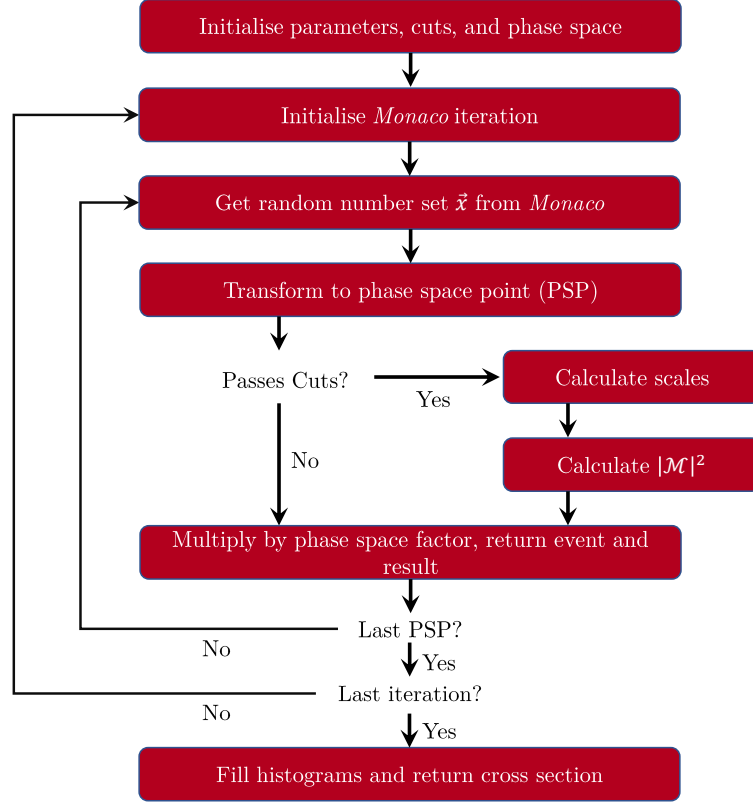 Initialise parameters, cuts, and phase space
Initialise Monaco iteration
Get random number set x⃗ from Monaco
Transform to phase space point (PSP)
Passes Cuts?
Yes
Calculate scales
No
Calculate |ℳ|²
Multiply by phase space factor, return event and
result
Last PSP?
No
Yes
Last iteration?
No
Yes
Fill histograms and return cross section